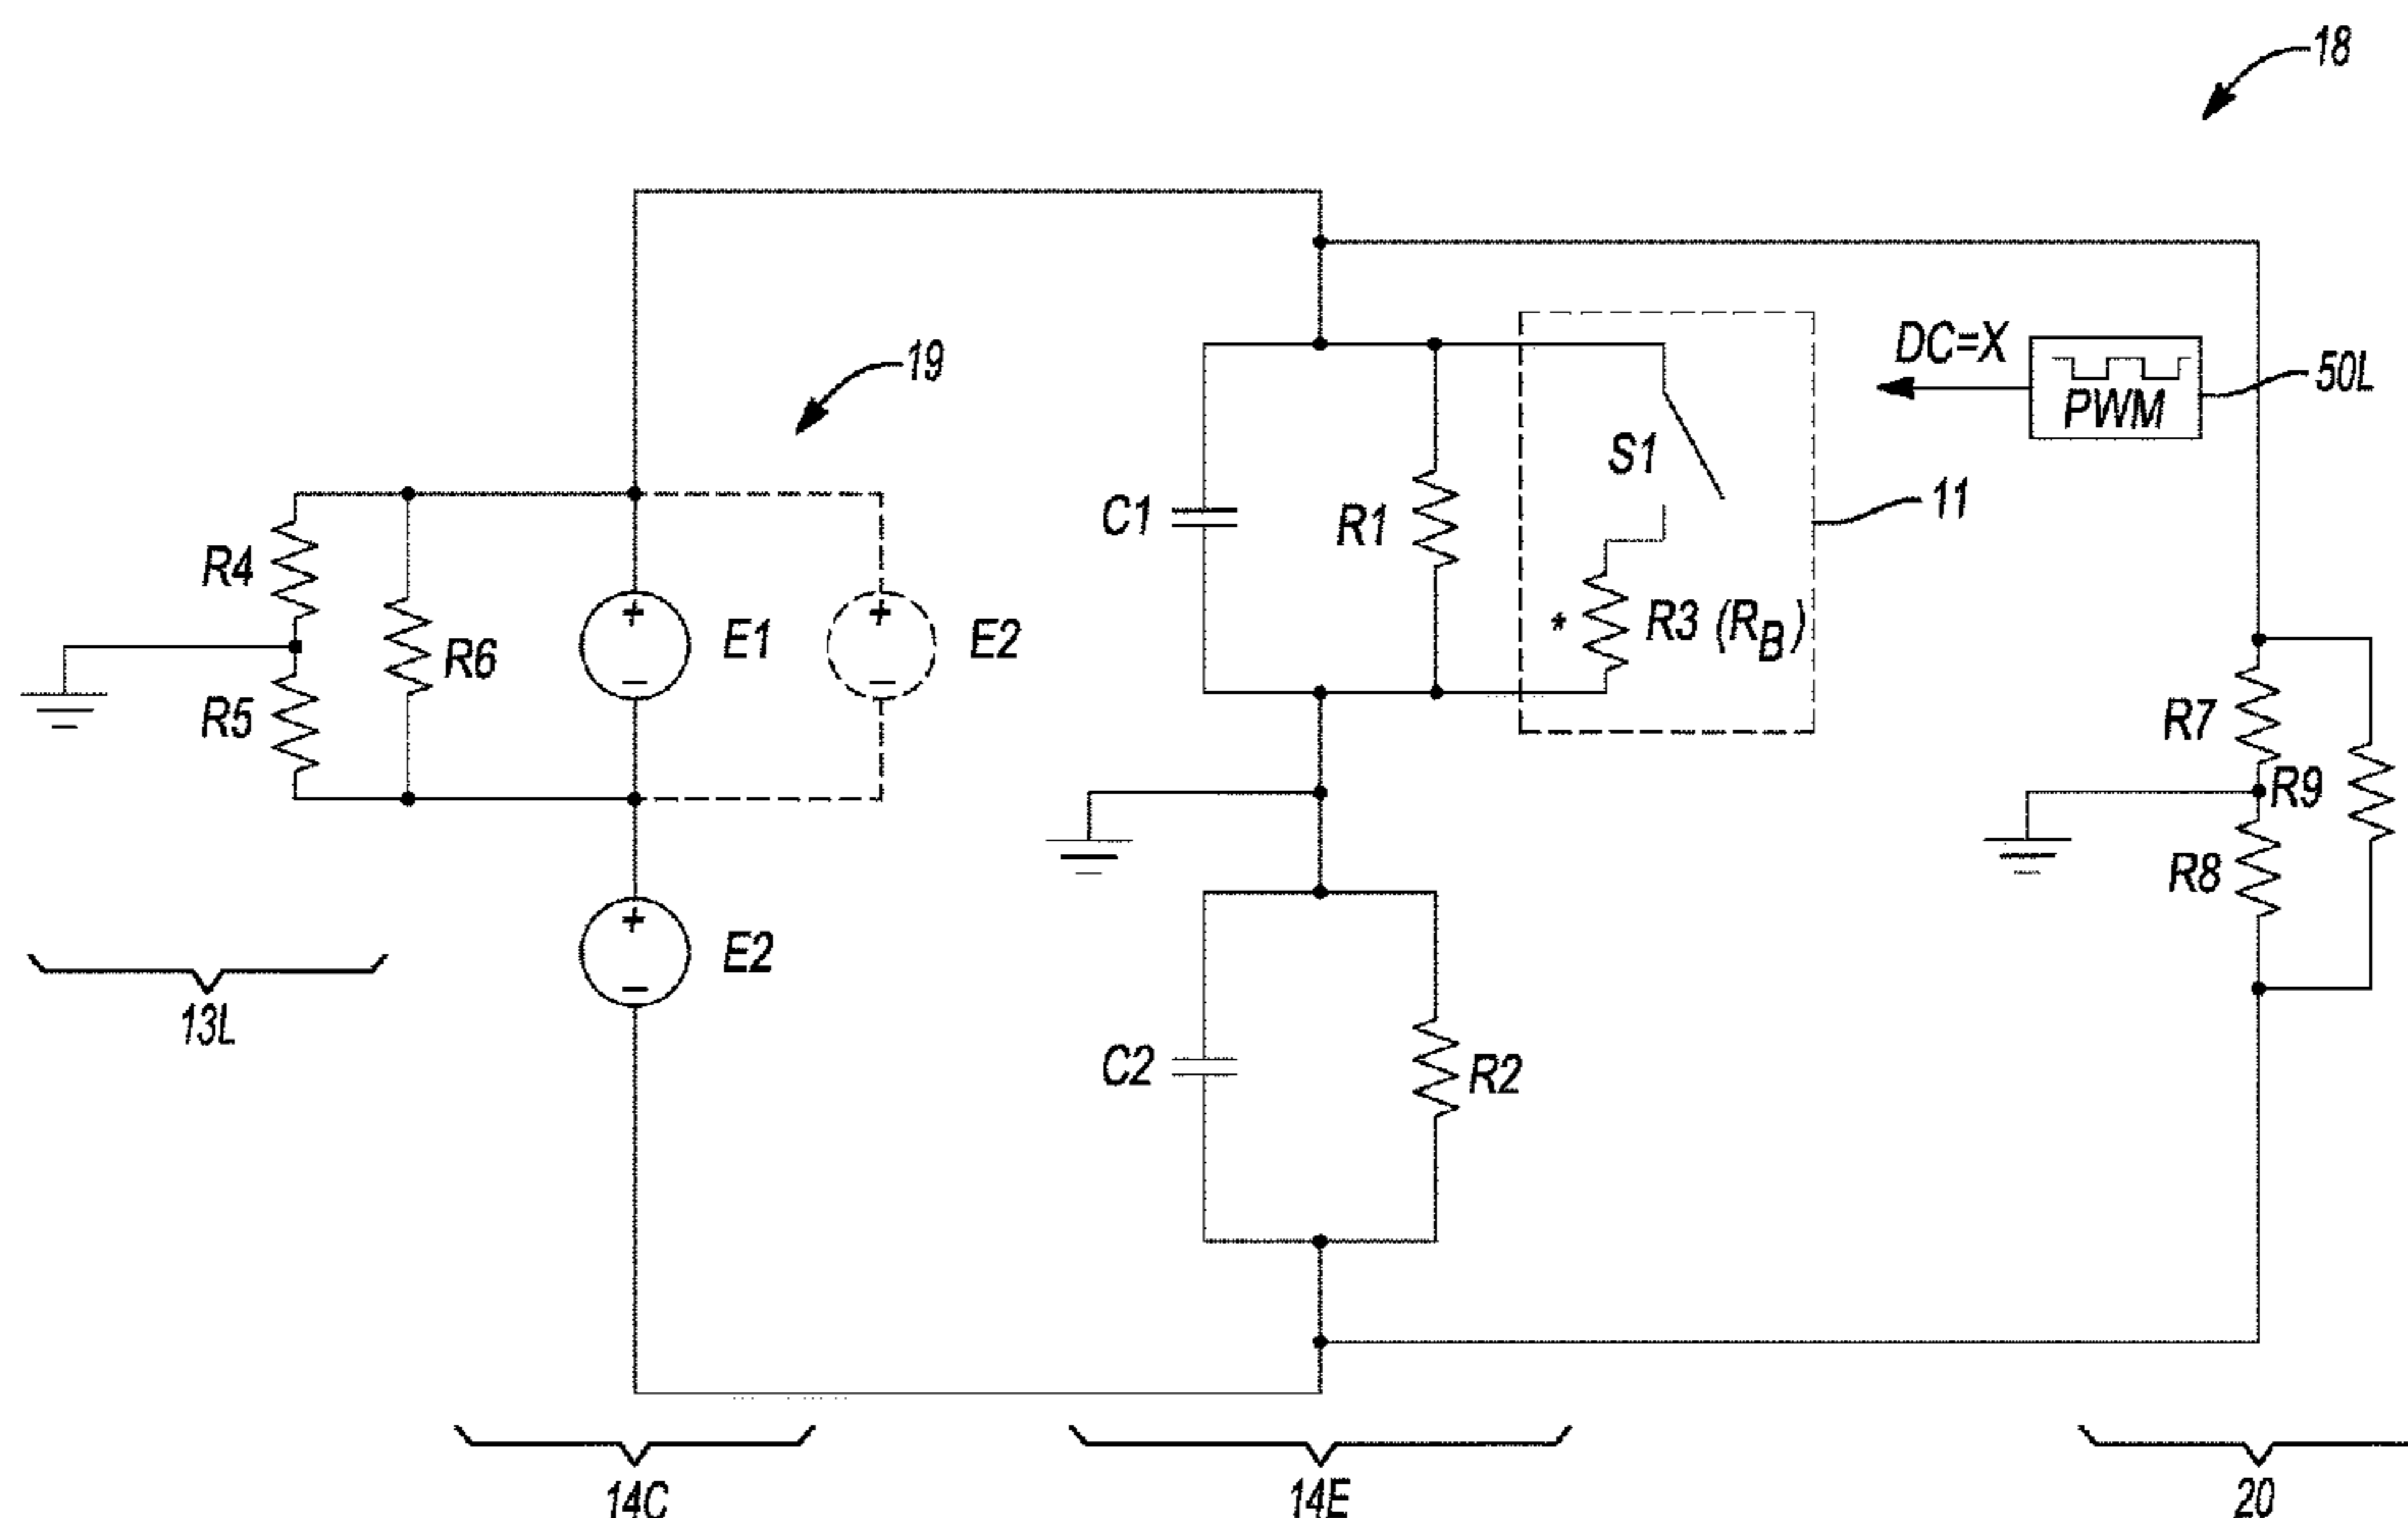 18
19
DC=X
PWM
50L
S1
11
C1
R1
R4
R6
E1
E2
* R3 (RB)
R5
R7
R9
R8
E2
C2
R2
13L
14C
14E
20